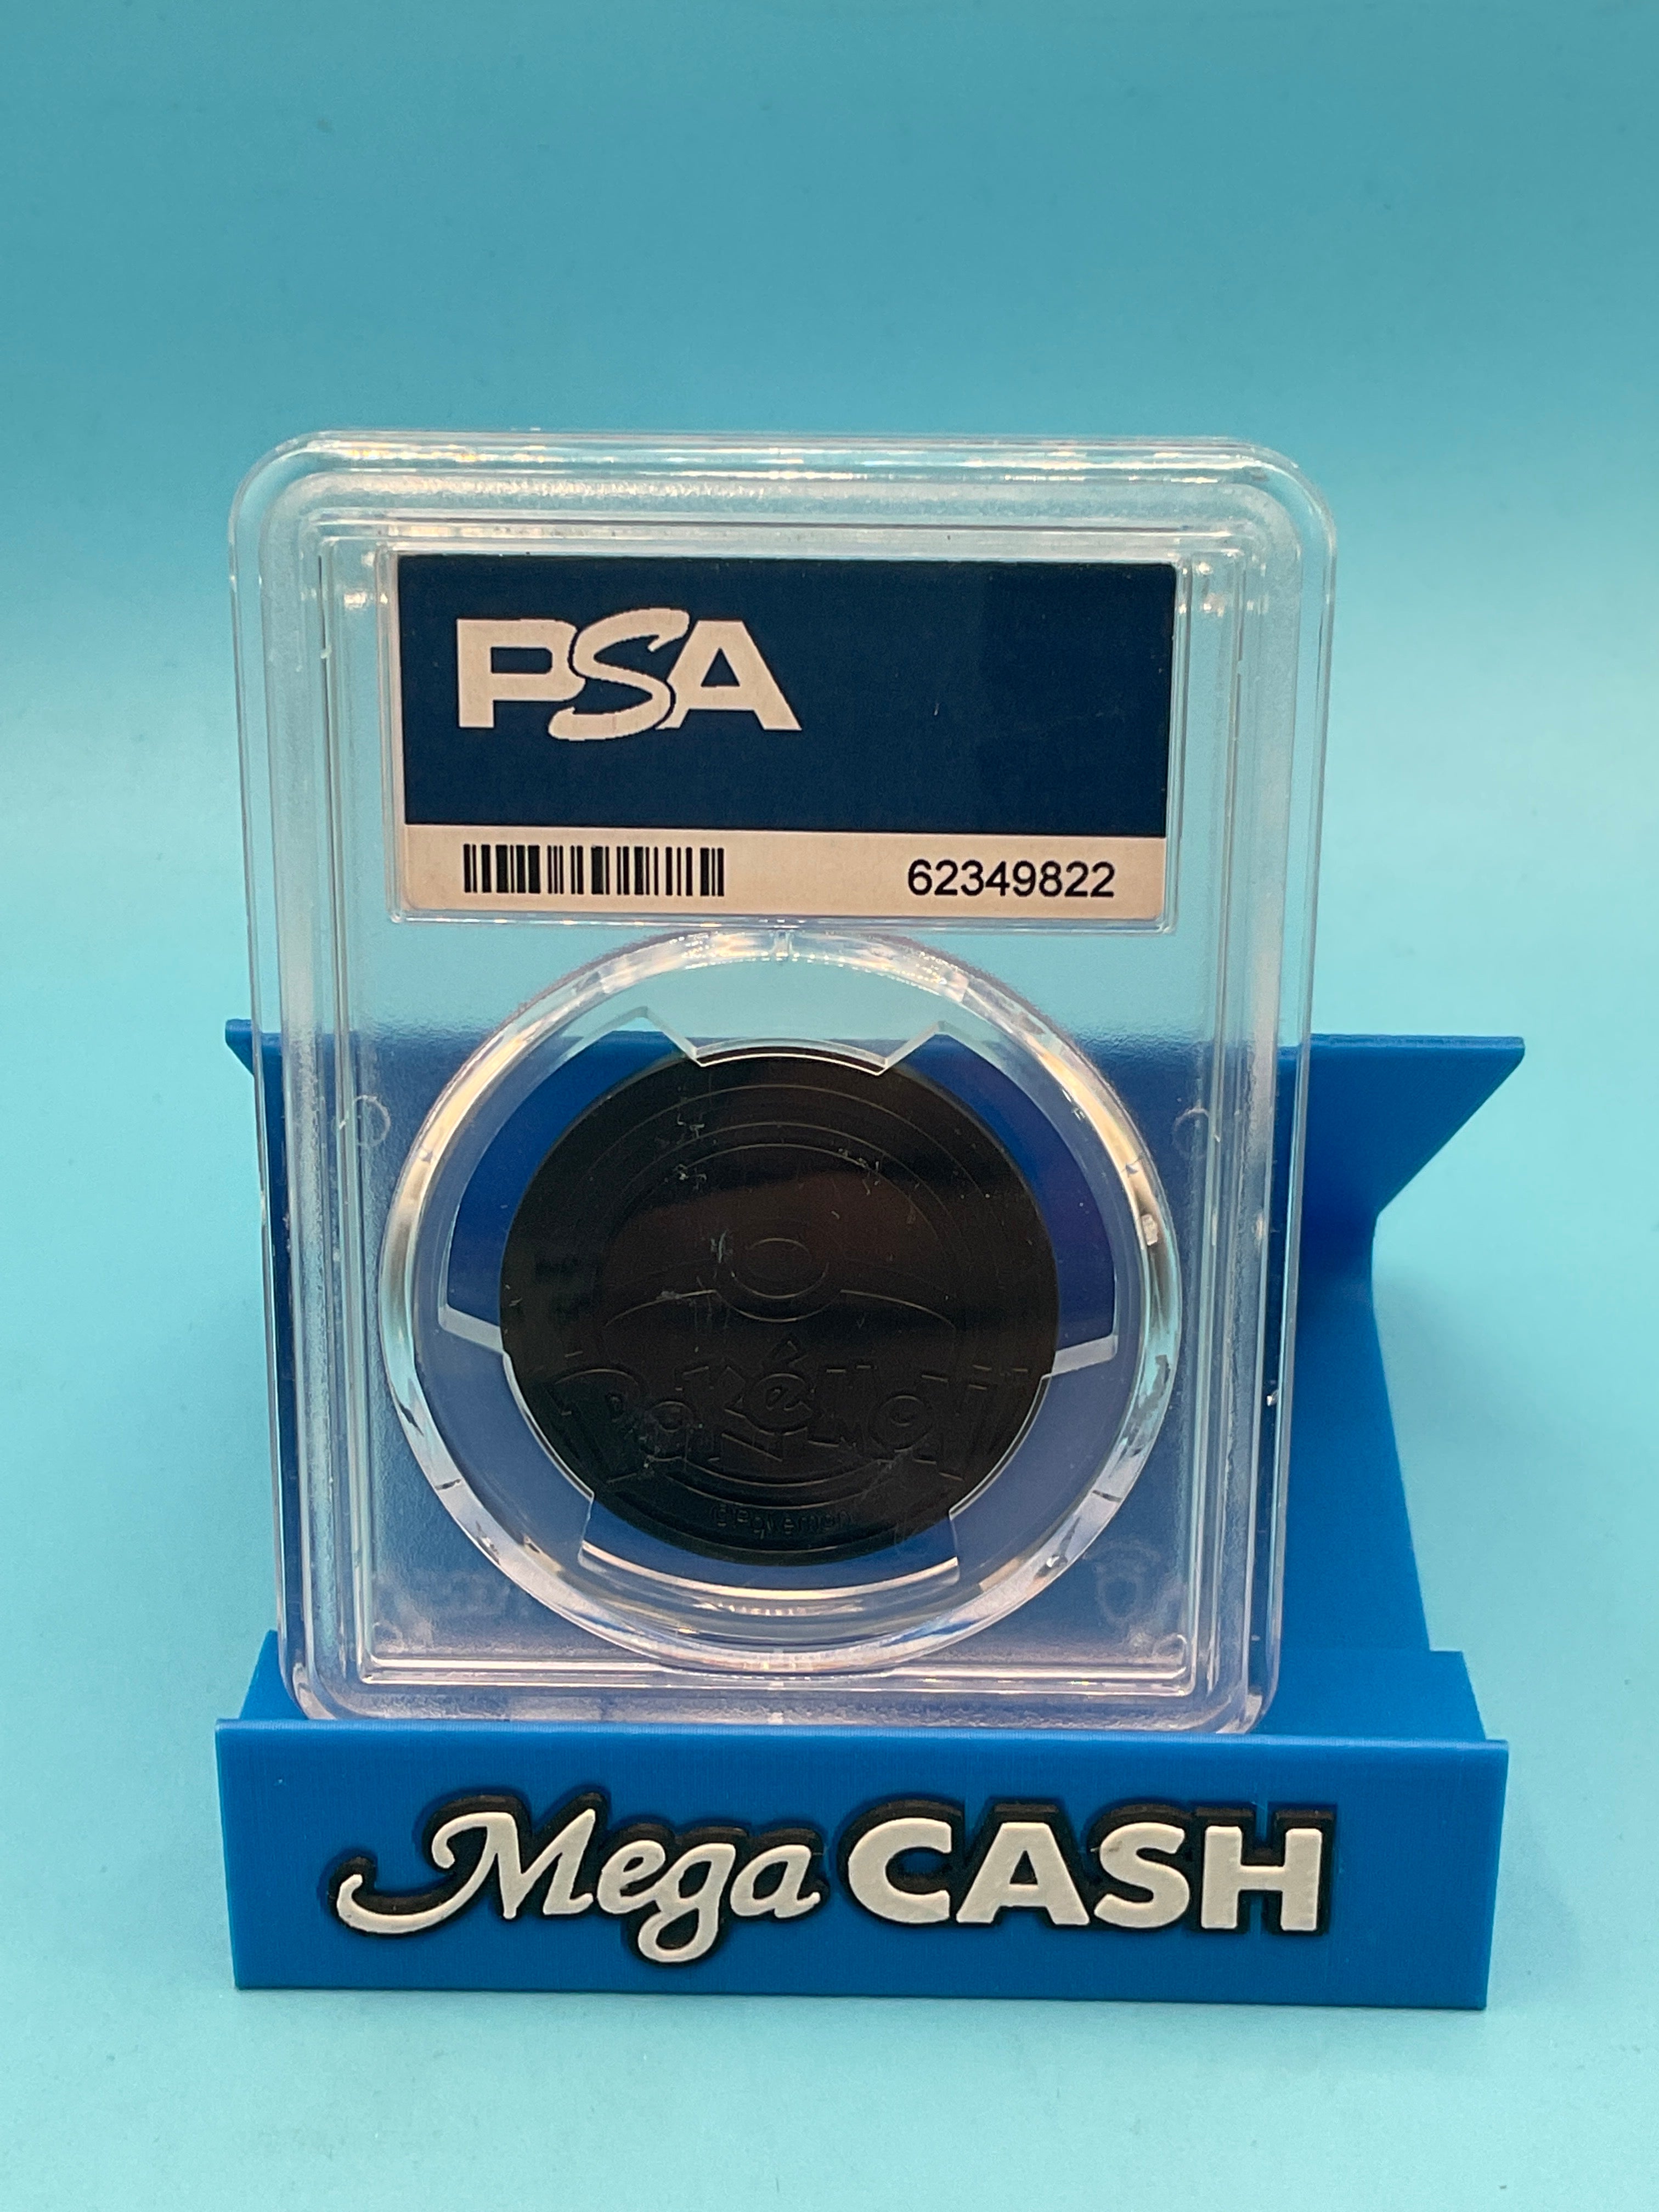 PSA
62349822
Pokémon
Mega CASH